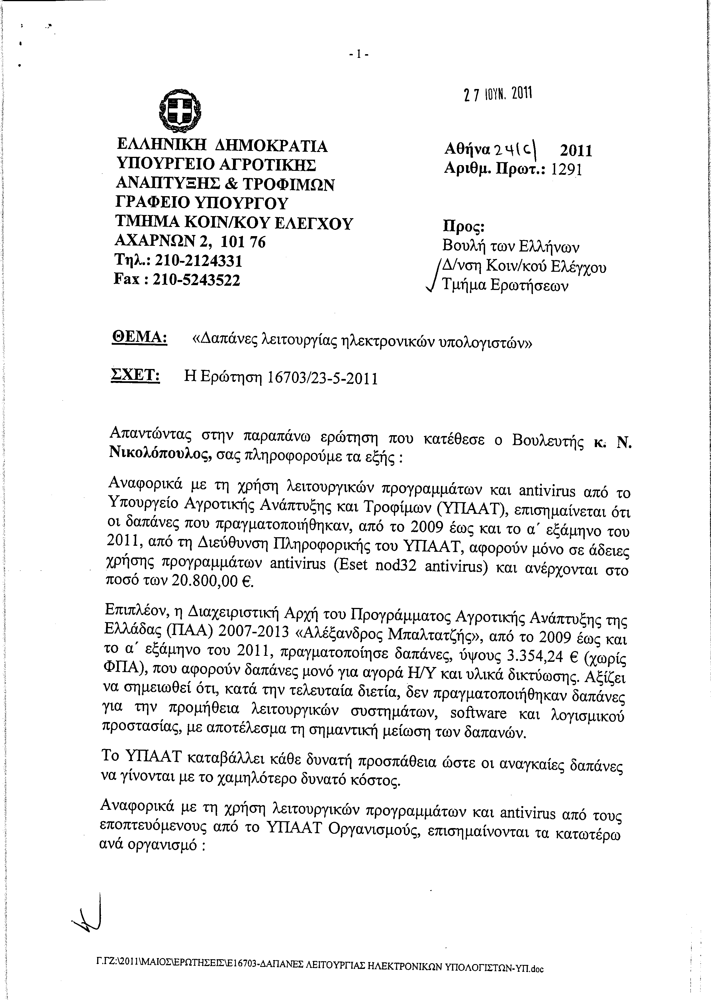 - 1 -
2 7 ΙΟΥΝ. 2011
ΕΛΛΗΝΙΚΗ ΔΗΜΟΚΡΑΤΙΑ
ΥΠΟΥΡΓΕΙΟ ΑΓΡΟΤΙΚΗΣ
ΑΝΑΠΤΥΞΗΣ & ΤΡΟΦΙΜΩΝ
ΓΡΑΦΕΙΟ ΥΠΟΥΡΓΟΥ
ΤΜΗΜΑ ΚΟΙΝ/ΚΟΥ ΕΛΕΓΧΟΥ
ΑΧΑΡΝΩΝ 2, 101 76
Τηλ.: 210-2124331
Fax : 210-5243522
Αθήνα 24 2011
Αριθμ. Πρωτ.: 1291
Προς:
Βουλή των Ελλήνων
Δ/νση Κοιν/κού Ελέγχου
Τμήμα Ερωτήσεων
ΘΕΜΑ: «Δαπάνες λειτουργίας ηλεκτρονικών υπολογιστών»
ΣΧΕΤ: Η Ερώτηση 16703/23-5-2011
Απαντώντας στην παραπάνω ερώτηση που κατέθεσε ο Βουλευτής κ. Ν.
Νικολόπουλος, σας πληροφορούμε τα εξής :
Αναφορικά με τη χρήση λειτουργικών προγραμμάτων και antivirus από το
Υπουργείο Αγροτικής Ανάπτυξης και Τροφίμων (ΥΠΑΑΤ), επισημαίνεται ότι
οι δαπάνες που πραγματοποιήθηκαν, από το 2009 έως και το α΄ εξάμηνο του
2011, από τη Διεύθυνση Πληροφορικής του ΥΠΑΑΤ, αφορούν μόνο σε άδειες
χρήσης προγραμμάτων antivirus (Eset nod32 antivirus) και ανέρχονται στο
ποσό των 20.800,00 €.
Επιπλέον, η Διαχειριστική Αρχή του Προγράμματος Αγροτικής Ανάπτυξης της
Ελλάδας (ΠΑΑ) 2007-2013 «Αλέξανδρος Μπαλτατζής», από το 2009 έως και
το α΄ εξάμηνο του 2011, πραγματοποίησε δαπάνες, ύψους 3.354,24 € (χωρίς
ΦΠΑ), που αφορούν δαπάνες μονό για αγορά Η/Υ και υλικά δικτύωσης. Αξίζει
να σημειωθεί ότι, κατά την τελευταία διετία, δεν πραγματοποιήθηκαν δαπάνες
για την προμήθεια λειτουργικών συστημάτων, software και λογισμικού
προστασίας, με αποτέλεσμα τη σημαντική μείωση των δαπανών.
Το ΥΠΑΑΤ καταβάλλει κάθε δυνατή προσπάθεια ώστε οι αναγκαίες δαπάνες
να γίνονται με το χαμηλότερο δυνατό κόστος.
Αναφορικά με τη χρήση λειτουργικών προγραμμάτων και antivirus από τους
εποπτευόμενους από το ΥΠΑΑΤ Οργανισμούς, επισημαίνονται τα κατωτέρω
ανά οργανισμό :
Γ.ΓΖ:\2011\ΜΑΙΟΣ\ΕΡΩΤΗΣΕΙΣ\Ε16703-ΔΑΠΑΝΕΣ ΛΕΙΤΟΥΡΓΙΑΣ ΗΛΕΚΤΡΟΝΙΚΩΝ ΥΠΟΛΟΓΙΣΤΩΝ-ΥΠ.doc